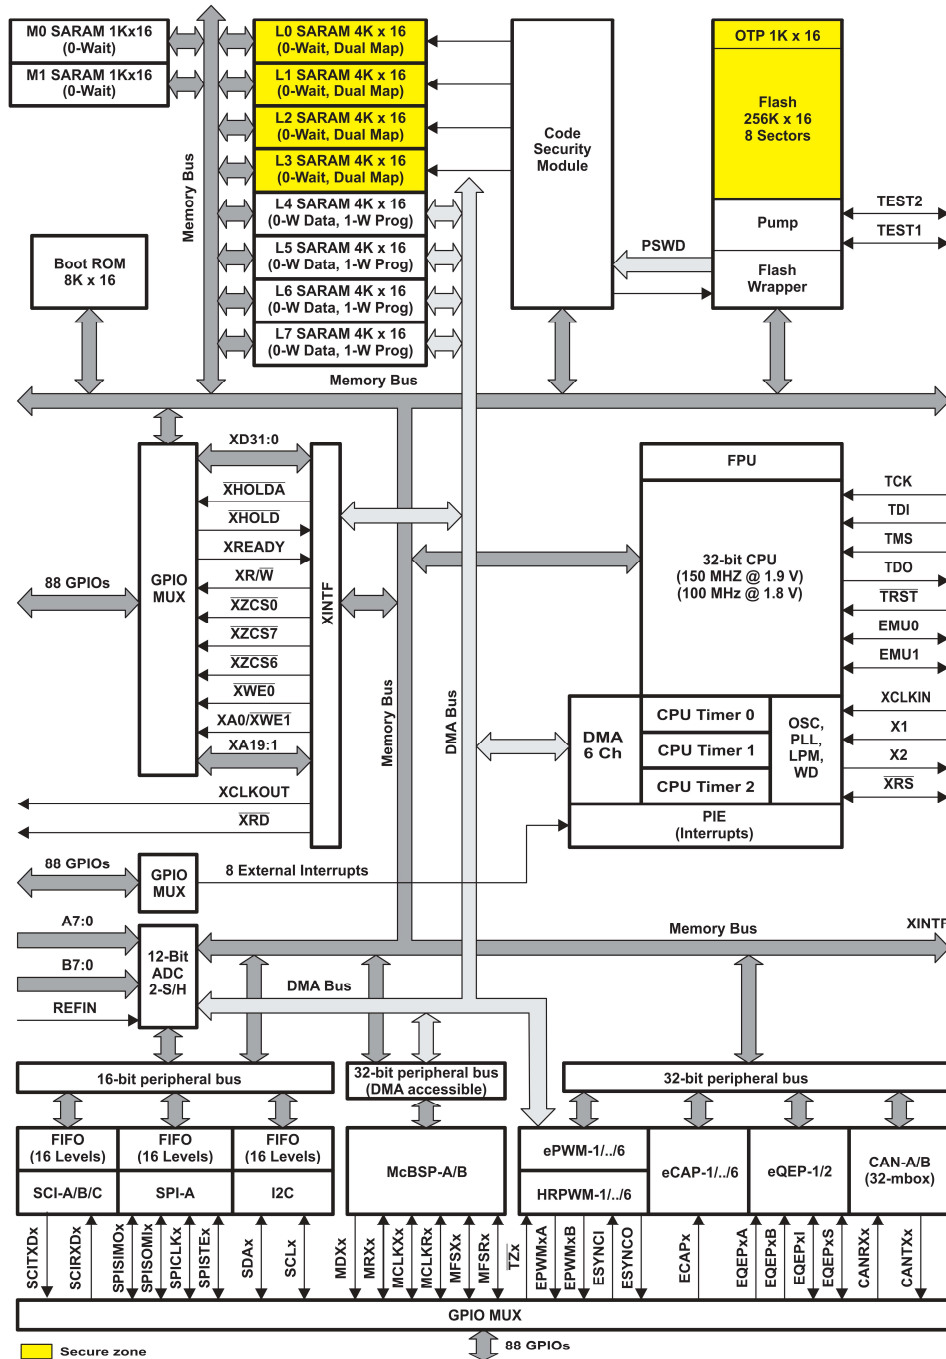 M0 SARAM 1Kx16
(0-Wait)
M1 SARAM 1Kx16
(0-Wait)
L0 SARAM 4K x 16
(0-Wait, Dual Map)
L1 SARAM 4K x 16
(0-Wait, Dual Map)
L2 SARAM 4K x 16
(0-Wait, Dual Map)
L3 SARAM 4K x 16
(0-Wait, Dual Map)
L4 SARAM 4K x 16
(0-W Data, 1-W Prog)
L5 SARAM 4K x 16
(0-W Data, 1-W Prog)
L6 SARAM 4K x 16
(0-W Data, 1-W Prog)
L7 SARAM 4K x 16
(0-W Data, 1-W Prog)
Memory Bus
Boot ROM
8K x 16
Code
Security
Module
OTP 1K x 16
Flash
256K x 16
8 Sectors
Pump
Flash
Wrapper
TEST2
TEST1
PSWD
Memory Bus
XD31:0
XHOLDA
XHOLD
XREADY
XR/W
XZCS0
XZCS7
XZCS6
XWE0
XA0/XWE1
XA19:1
XCLKOUT
XRD
88 GPIOs
GPIO
MUX
XINTF
Memory Bus
DMA Bus
FPU
32-bit CPU
(150 MHZ @ 1.9 V)
(100 MHz @ 1.8 V)
TCK
TDI
TMS
TDO
TRST
EMU0
EMU1
XCLKIN
X1
X2
XRS
DMA
6 Ch
CPU Timer 0
CPU Timer 1
CPU Timer 2
OSC,
PLL,
LPM,
WD
PIE
(Interrupts)
88 GPIOs
GPIO
MUX
8 External Interrupts
A7:0
B7:0
REFIN
12-Bit
ADC
2-S/H
Memory Bus
XINTF
DMA Bus
16-bit peripheral bus
32-bit peripheral bus
(DMA accessible)
32-bit peripheral bus
FIFO
(16 Levels)
SCI-A/B/C
FIFO
(16 Levels)
SPI-A
FIFO
(16 Levels)
I2C
McBSP-A/B
ePWM-1/../6
HRPWM-1/../6
eCAP-1/../6
eQEP-1/2
CAN-A/B
(32-mbox)
SCITXDx
SCIRXDx
SPISIMOx
SPISOMIx
SPICLKx
SPISTEx
SDAx
SCLx
MDXx
MRXx
MCLKXx
MCLKRx
MFSXx
MFSRx
TZx
EPWMxA
EPWMxB
ESYNCI
ESYNCO
ECAPx
EQEPxA
EQEPxB
EQEPxI
EQEPxS
CANRXx
CANTXx
GPIO MUX
88 GPIOs
Secure zone